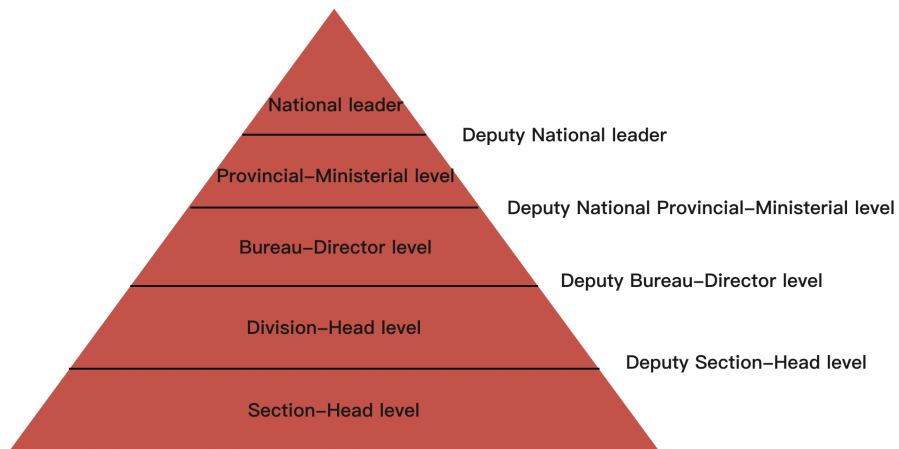 National leader
Deputy National leader
Provincial–Ministerial level
Deputy National Provincial–Ministerial level
Bureau–Director level
Deputy Bureau–Director level
Division–Head level
Deputy Section–Head level
Section–Head level